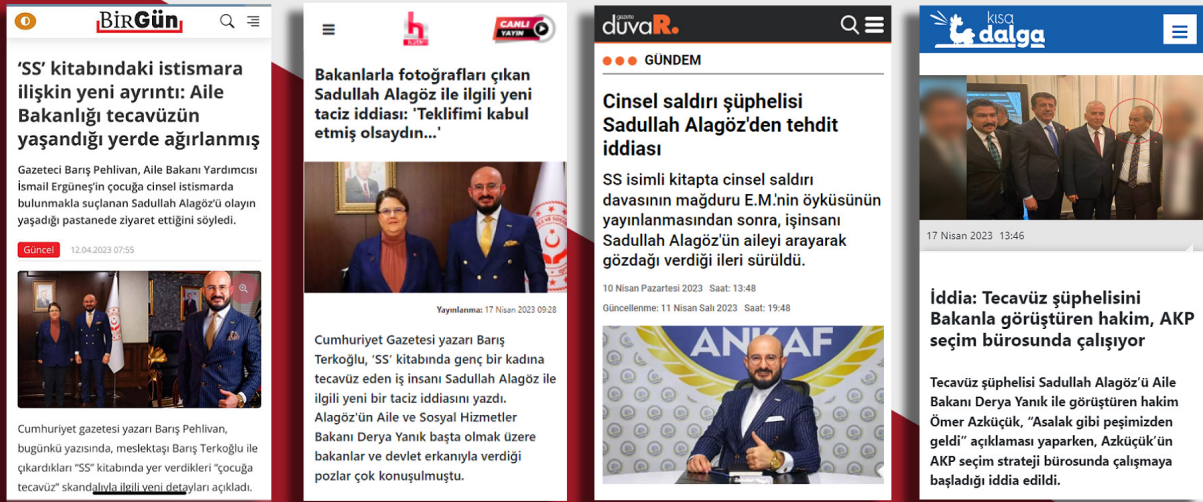 BirGün
'SS' kitabındaki istismara
ilişkin yeni ayrıntı: Aile
Bakanlığı tecavüzün
yaşandığı yerde ağırlanmış
Gazeteci Barış Pehlivan, Aile Bakanı Yardımcısı
İsmail Ergüneş'in çocuğa cinsel istismarda
bulunmakla suçlanan Sadullah Alagöz'ü olayın
yaşadığı pastanede ziyaret ettiğini söyledi.
Güncel 12.04.2023 07:55
Cumhuriyet gazetesi yazarı Barış Pehlivan,
bugünkü yazısında, meslektaşı Barış Terkoğlu ile
çıkardıkları "SS" kitabında yer verdikleri "çocuğa
tecavüz" skandalıyla ilgili yeni detayları açıkladı.
h
CANLI
YAYIN
Bakanlarla fotoğrafları çıkan
Sadullah Alagöz ile ilgili yeni
taciz iddiası: 'Teklifimi kabul
etmiş olsaydın...'
Yayınlanma: 17 Nisan 2023 09:28
Cumhuriyet Gazetesi yazarı Barış
Terkoğlu, 'SS' kitabında genç bir kadına
tecavüz eden iş insanı Sadullah Alagöz ile
ilgili yeni bir taciz iddiasını yazdı.
Alagöz'ün Aile ve Sosyal Hizmetler
Bakanı Derya Yanık başta olmak üzere
bakanlar ve devlet erkanıyla verdiği
pozlar çok konuşulmuştu.
gazete
duvaR.
GÜNDEM
Cinsel saldırı şüphelisi
Sadullah Alagöz'den tehdit
iddiası
SS isimli kitapta cinsel saldırı
davasının mağduru E.M.'nin öyküsünün
yayınlanmasından sonra, işinsanı
Sadullah Alagöz'ün aileyi arayarak
gözdağı verdiği ileri sürüldü.
10 Nisan Pazartesi 2023 Saat: 13:48
Güncellenme: 11 Nisan Salı 2023 Saat: 19:48
ANKAF
kısa
dalga
17 Nisan 2023 13:46
İddia: Tecavüz şüphelisini
Bakanla görüştüren hakim, AKP
seçim bürosunda çalışıyor
Tecavüz şüphelisi Sadullah Alagöz'ü Aile
Bakanı Derya Yanık ile görüştüren hakim
Ömer Azküçük, "Asalak gibi peşimizden
geldi" açıklaması yaparken, Azküçük'ün
AKP seçim strateji bürosunda çalışmaya
başladığı iddia edildi.